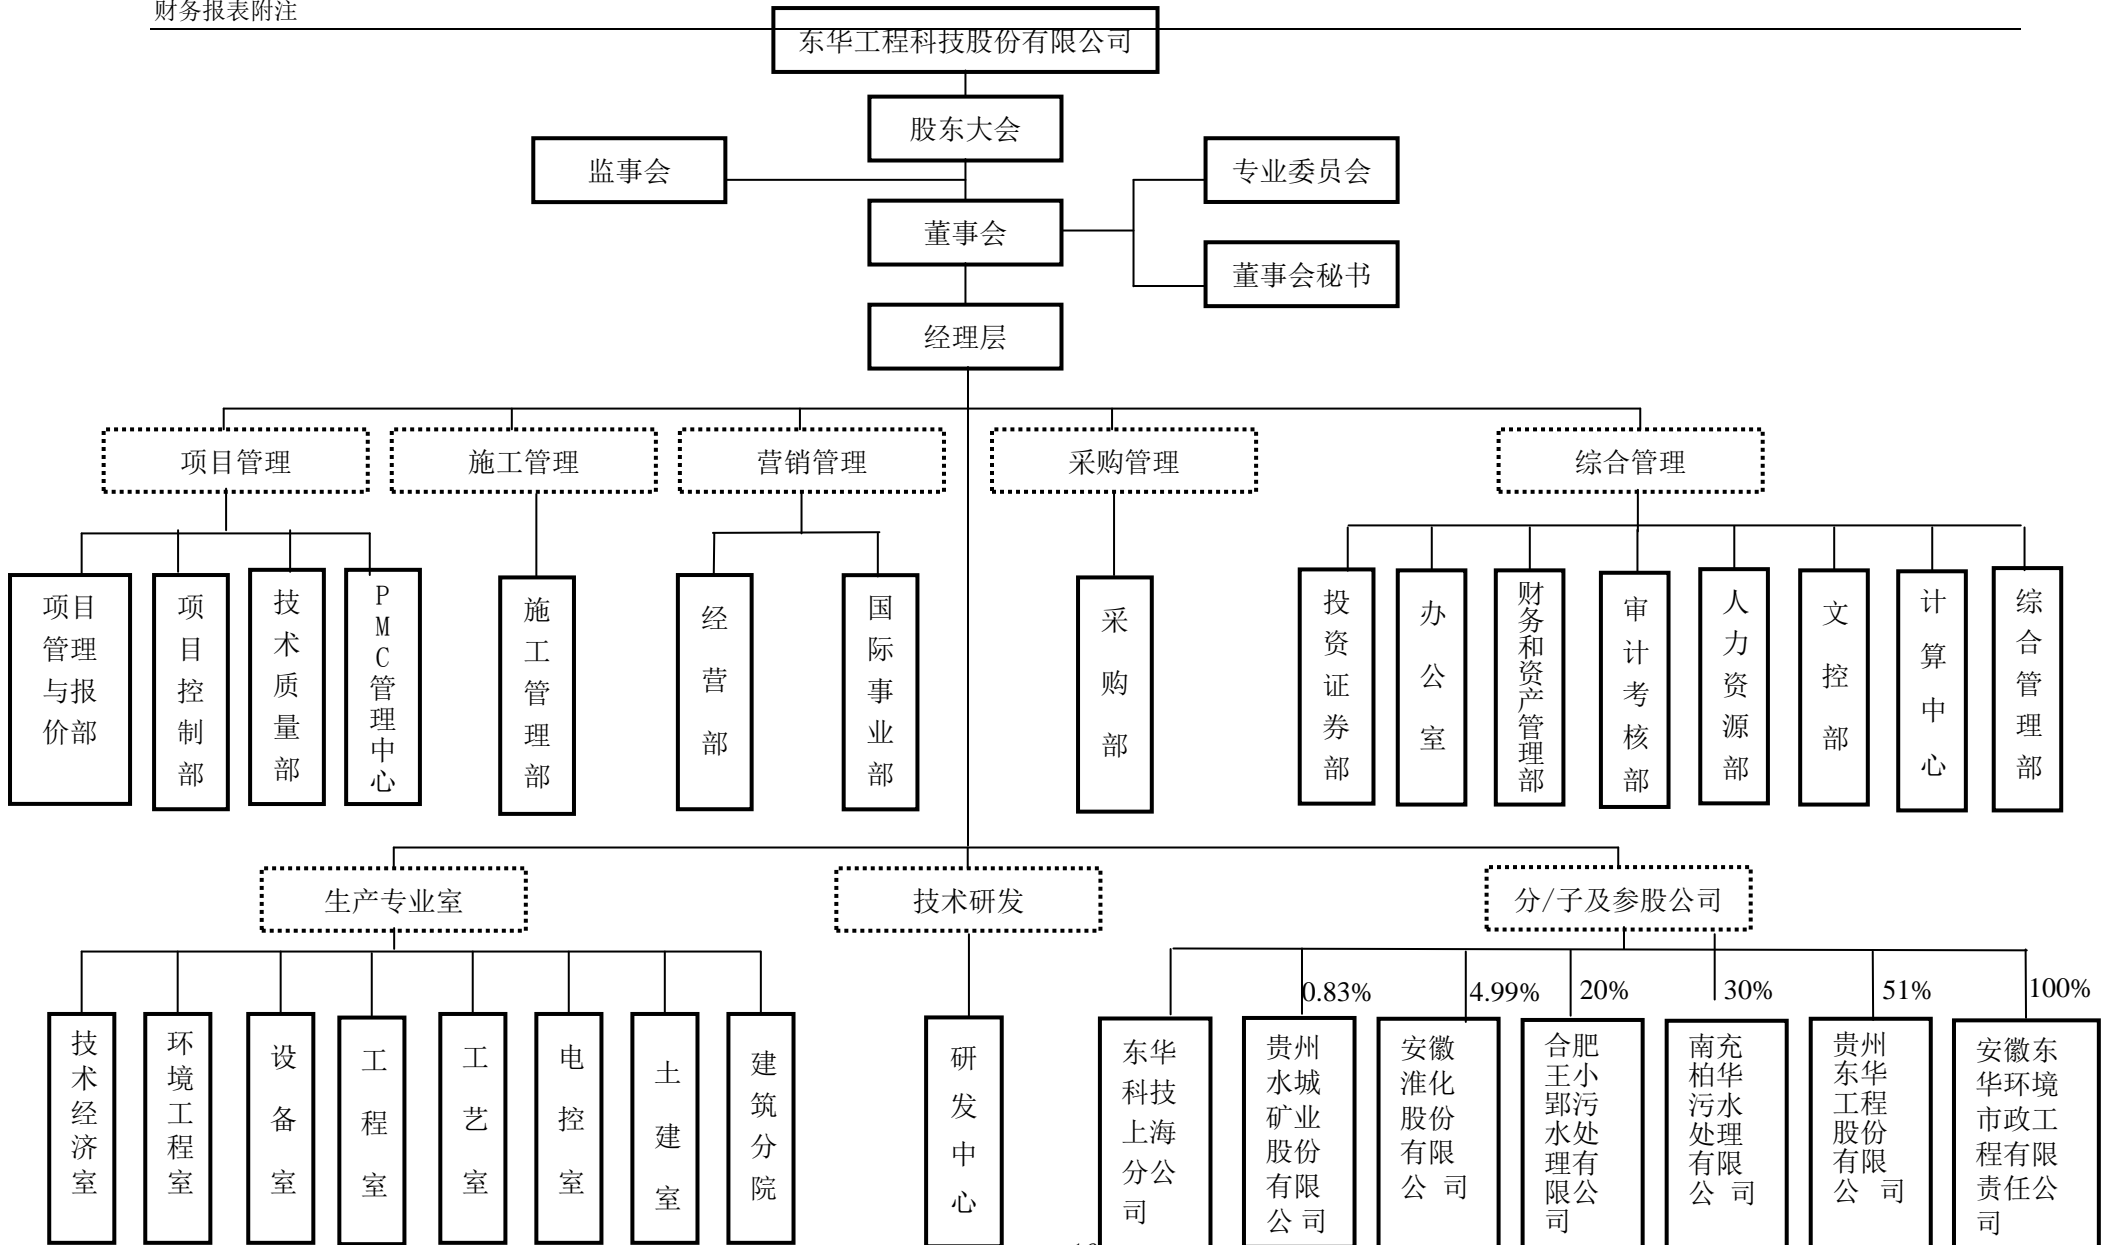 财务报表附注
东华工程科技股份有限公司
股东大会
监事会
专业委员会
董事会
董事会秘书
经理层
项目管理
施工管理
营销管理
采购管理
综合管理
项目
管理
与报
价部
项目控制部
技术质量部
PMC管理中心
施工管理部
经营部
国际事业部
采购部
投资证券部
办公室
财务和资产管理部
审计考核部
人力资源部
文控部
计算中心
综合管理部
生产专业室
技术研发
分/子及参股公司
0.83%
4.99%
20%
30%
51%
100%
技术经济室
环境工程室
设备室
工程室
工艺室
电控室
土建室
建筑分院
研发中心
东华
科技
上海
分公
司
贵州
水城
矿业
股份
有限
公 司
安徽
淮化
股份
有限
公 司
合肥
王小
郢污
水处
理有
限公
司
南充
柏华
污水
处理
有限
公 司
贵州
东华
工程
股份
有限
公 司
安徽东
华环境
市政工
程有限
责任公
司